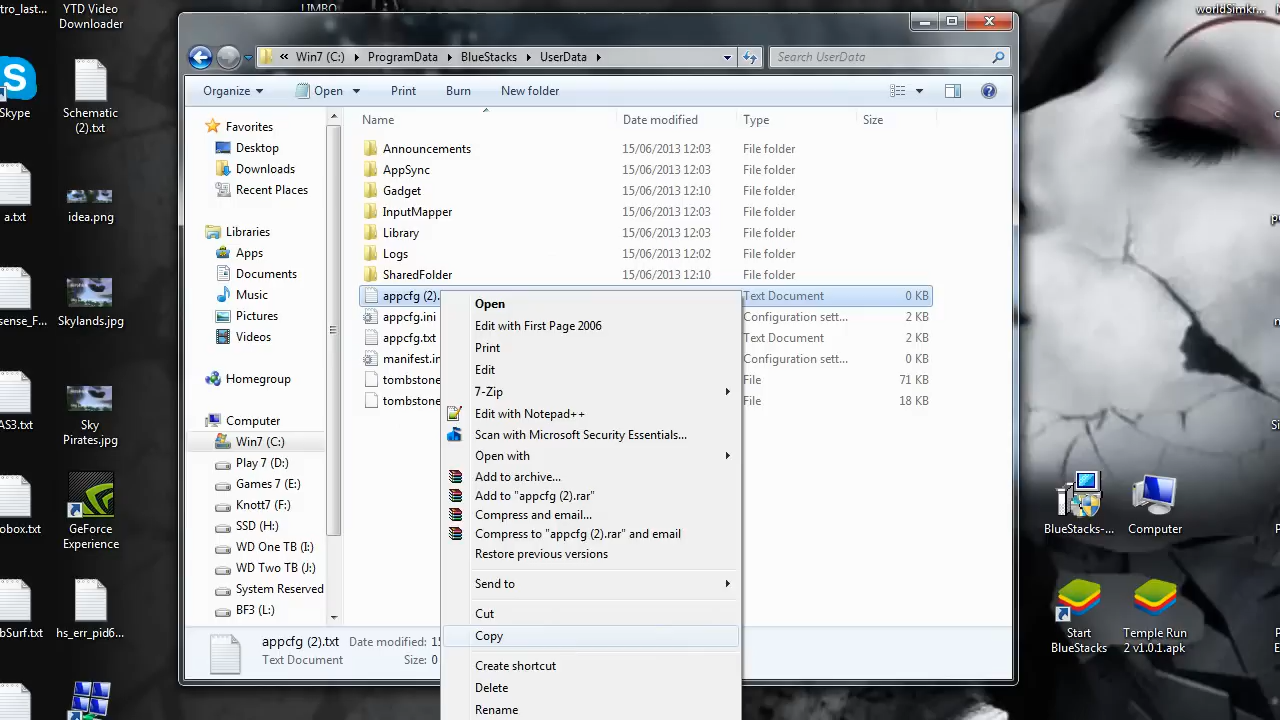 tro_last...
YTD Video
Downloader
LIMBO
worldSimkr...
Skype
Schematic
(2).txt
a.txt
idea.png
sense_F...
Skylands.jpg
AS3.txt
Sky
Pirates.jpg
obox.txt
GeForce
Experience
bSurf.txt
hs_err_pid6...
« Win7 (C:) ProgramData BlueStacks UserData
Search UserData
Organize Open Print Burn New folder
Name Date modified Type Size
Favorites
Desktop
Downloads
Recent Places
Libraries
Apps
Documents
Music
Pictures
Videos
Homegroup
Computer
Win7 (C:)
Play 7 (D:)
Games 7 (E:)
Knott7 (F:)
SSD (H:)
WD One TB (I:)
WD Two TB (J:)
System Reserved
BF3 (L:)
Announcements 15/06/2013 12:03 File folder
AppSync 15/06/2013 12:03 File folder
Gadget 15/06/2013 12:10 File folder
InputMapper 15/06/2013 12:03 File folder
Library 15/06/2013 12:03 File folder
Logs 15/06/2013 12:02 File folder
SharedFolder 15/06/2013 12:10 File folder
appcfg (2). Text Document 0 KB
appcfg.ini Configuration sett... 2 KB
appcfg.txt Text Document 2 KB
manifest.in Configuration sett... 0 KB
tombstone File 71 KB
tombstone File 18 KB
Open
Edit with First Page 2006
Print
Edit
7-Zip
Edit with Notepad++
Scan with Microsoft Security Essentials...
Open with
Add to archive...
Add to "appcfg (2).rar"
Compress and email...
Compress to "appcfg (2).rar" and email
Restore previous versions
Send to
Cut
Copy
Create shortcut
Delete
Rename
appcfg (2).txt Date modified: 15
Text Document Size: 0
BlueStacks-...
Computer
Start
BlueStacks
Temple Run
2 v1.0.1.apk